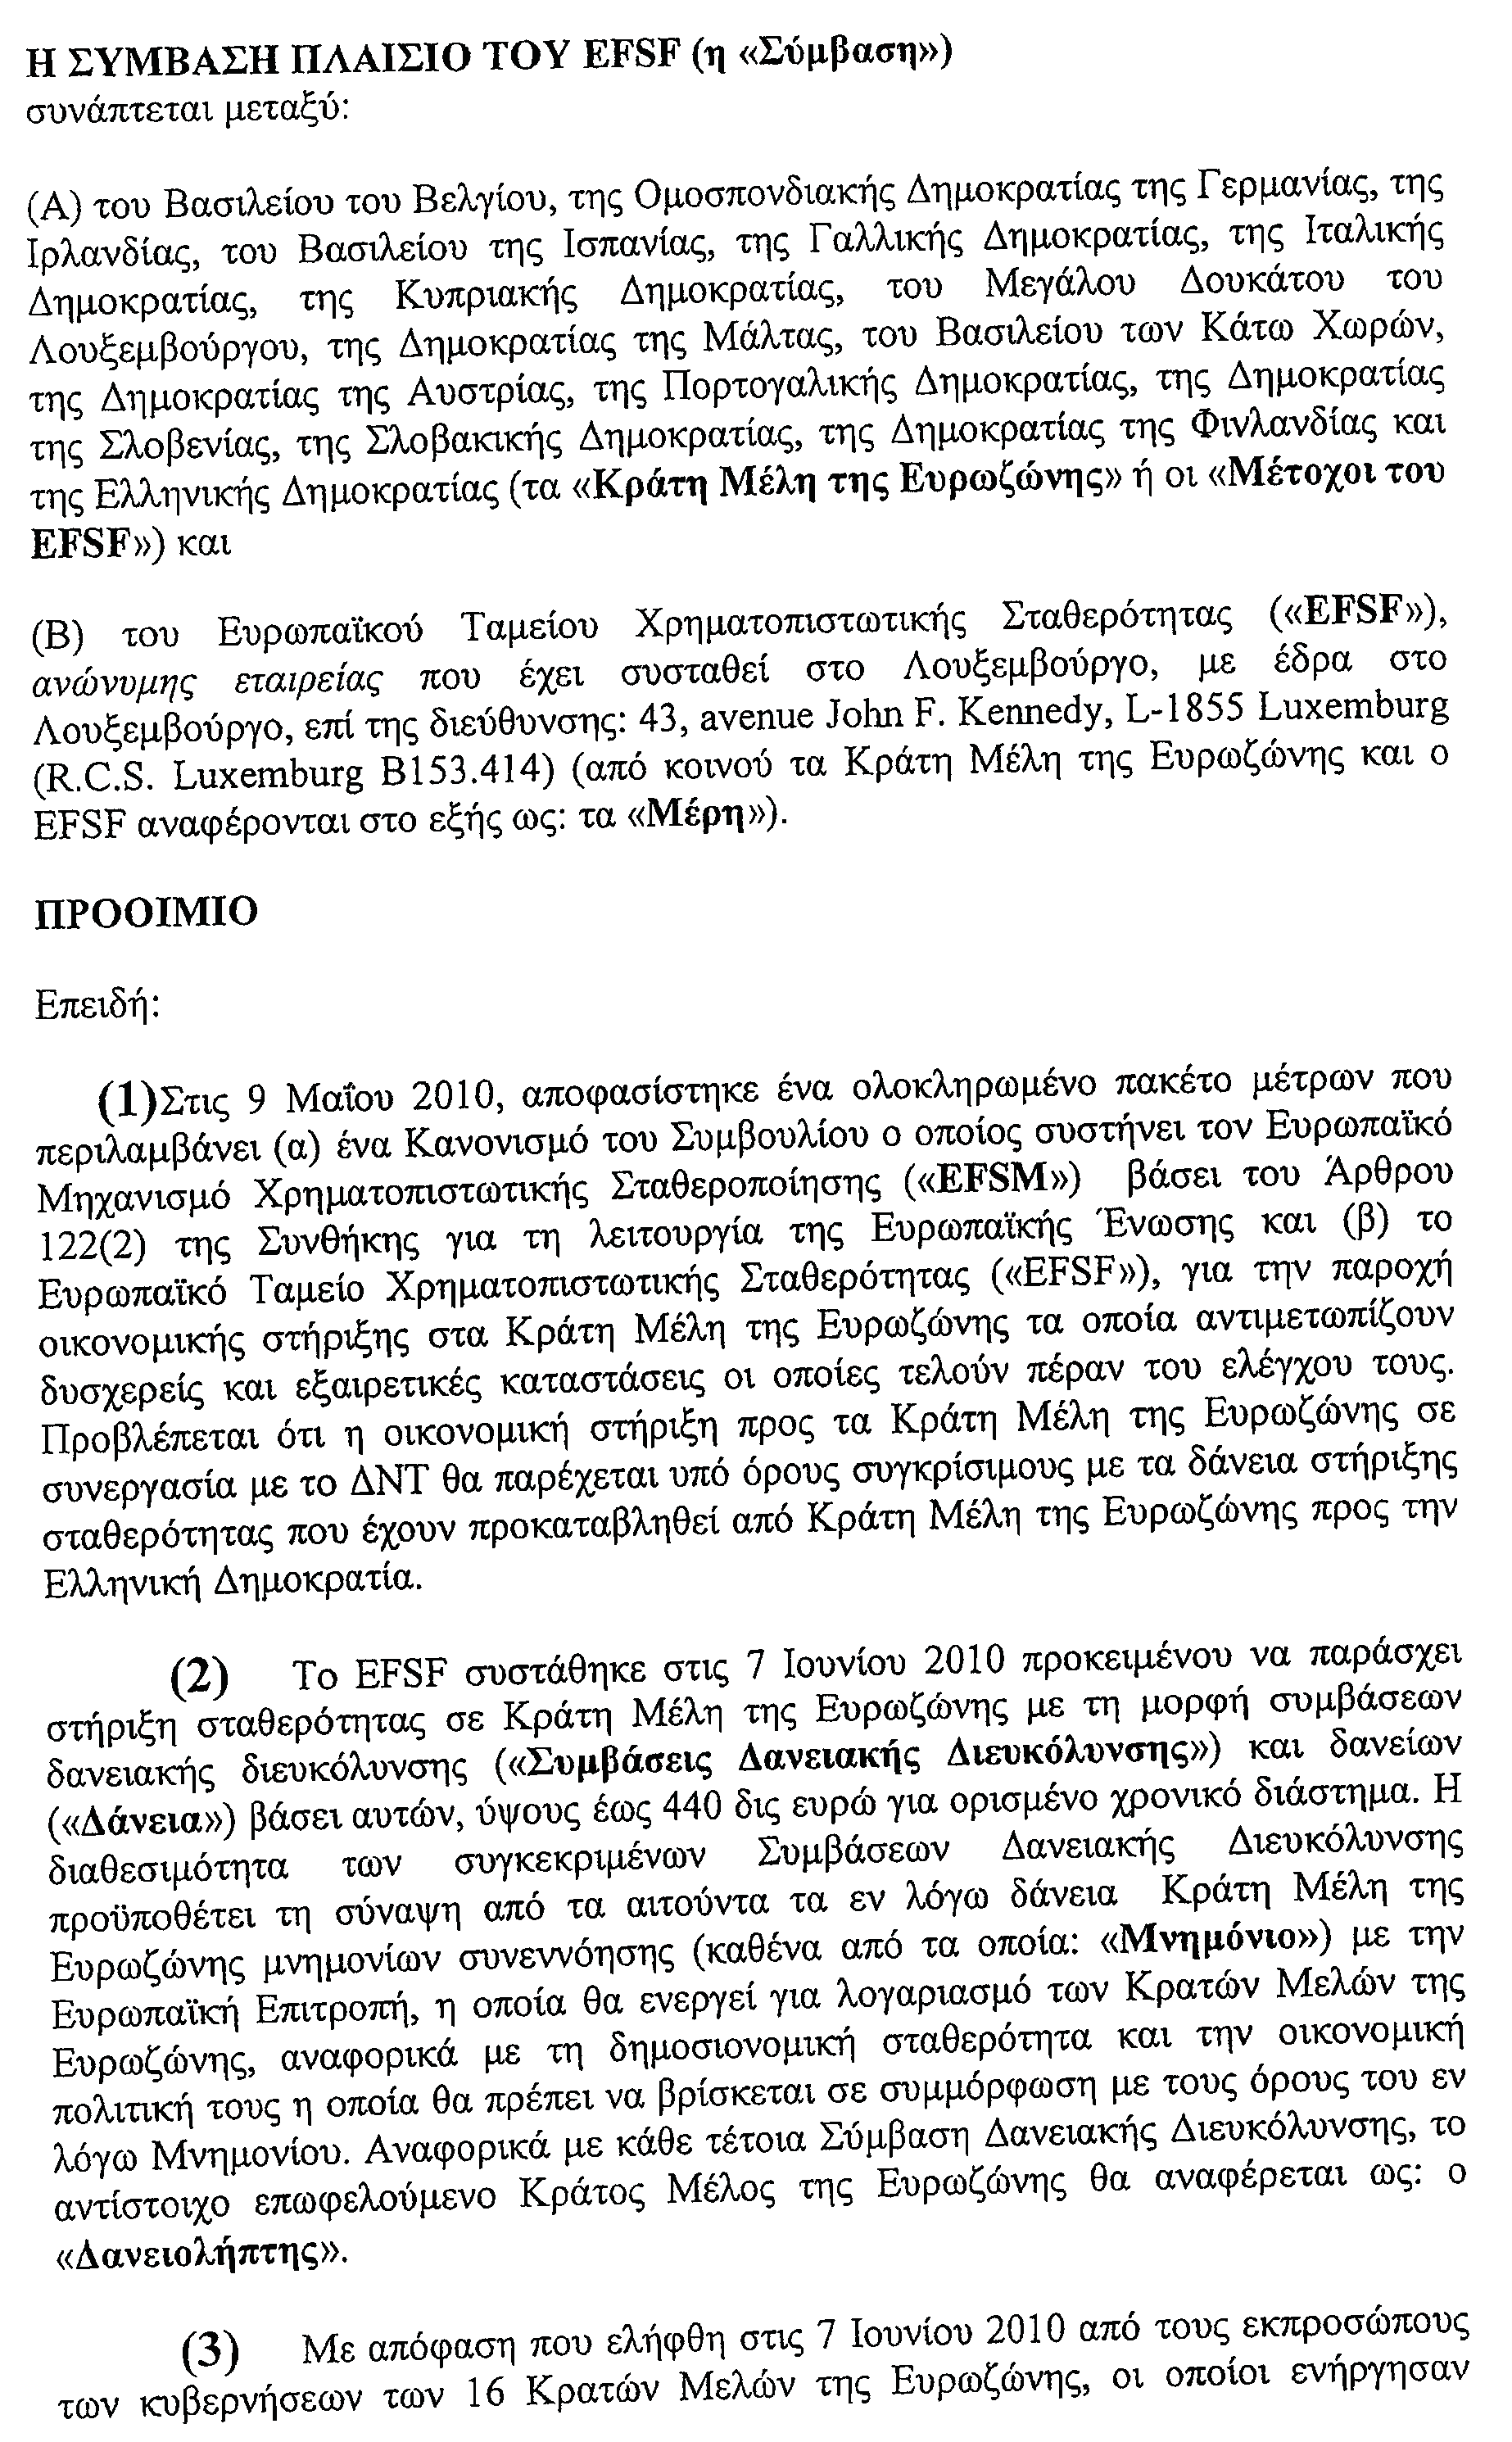 Η ΣΥΜΒΑΣΗ ΠΛΑΙΣΙΟ ΤΟΥ EFSF (η «Σύμβαση»)
συνάπτεται μεταξύ:
(Α) του Βασιλείου του Βελγίου, της Ομοσπονδιακής Δημοκρατίας της Γερμανίας, της
Ιρλανδίας, του Βασιλείου της Ισπανίας, της Γαλλικής Δημοκρατίας, της Ιταλικής
Δημοκρατίας, της Κυπριακής Δημοκρατίας, του Μεγάλου Δουκάτου του
Λουξεμβούργου, της Δημοκρατίας της Μάλτας, του Βασιλείου των Κάτω Χωρών,
της Δημοκρατίας της Αυστρίας, της Πορτογαλικής Δημοκρατίας, της Δημοκρατίας
της Σλοβενίας, της Σλοβακικής Δημοκρατίας, της Δημοκρατίας της Φινλανδίας και
της Ελληνικής Δημοκρατίας (τα «Κράτη Μέλη της Ευρωζώνης» ή οι «Μέτοχοι του
EFSF») και
(Β) του Ευρωπαϊκού Ταμείου Χρηματοπιστωτικής Σταθερότητας («EFSF»),
ανώνυμης εταιρείας που έχει συσταθεί στο Λουξεμβούργο, με έδρα στο
Λουξεμβούργο, επί της διεύθυνσης: 43, avenue John F. Kennedy, L-1855 Luxemburg
(R.C.S. Luxemburg B153.414) (από κοινού τα Κράτη Μέλη της Ευρωζώνης και ο
EFSF αναφέρονται στο εξής ως: τα «Μέρη»).
ΠΡΟΟΙΜΙΟ
Επειδή:
(1)Στις 9 Μαΐου 2010, αποφασίστηκε ένα ολοκληρωμένο πακέτο μέτρων που
περιλαμβάνει (α) ένα Κανονισμό του Συμβουλίου ο οποίος συστήνει τον Ευρωπαϊκό
Μηχανισμό Χρηματοπιστωτικής Σταθεροποίησης («EFSM») βάσει του Άρθρου
122(2) της Συνθήκης για τη λειτουργία της Ευρωπαϊκής Ένωσης και (β) το
Ευρωπαϊκό Ταμείο Χρηματοπιστωτικής Σταθερότητας («EFSF»), για την παροχή
οικονομικής στήριξης στα Κράτη Μέλη της Ευρωζώνης τα οποία αντιμετωπίζουν
δυσχερείς και εξαιρετικές καταστάσεις οι οποίες τελούν πέραν του ελέγχου τους.
Προβλέπεται ότι η οικονομική στήριξη προς τα Κράτη Μέλη της Ευρωζώνης σε
συνεργασία με το ΔΝΤ θα παρέχεται υπό όρους συγκρίσιμους με τα δάνεια στήριξης
σταθερότητας που έχουν προκαταβληθεί από Κράτη Μέλη της Ευρωζώνης προς την
Ελληνική Δημοκρατία.
(2) Το EFSF συστάθηκε στις 7 Ιουνίου 2010 προκειμένου να παράσχει
στήριξη σταθερότητας σε Κράτη Μέλη της Ευρωζώνης με τη μορφή συμβάσεων
δανειακής διευκόλυνσης («Συμβάσεις Δανειακής Διευκόλυνσης») και δανείων
(«Δάνεια») βάσει αυτών, ύψους έως 440 δις ευρώ για ορισμένο χρονικό διάστημα. Η
διαθεσιμότητα των συγκεκριμένων Συμβάσεων Δανειακής Διευκόλυνσης
προϋποθέτει τη σύναψη από τα αιτούντα τα εν λόγω δάνεια Κράτη Μέλη της
Ευρωζώνης μνημονίων συνεννόησης (καθένα από τα οποία: «Μνημόνιο») με την
Ευρωπαϊκή Επιτροπή, η οποία θα ενεργεί για λογαριασμό των Κρατών Μελών της
Ευρωζώνης, αναφορικά με τη δημοσιονομική σταθερότητα και την οικονομική
πολιτική τους η οποία θα πρέπει να βρίσκεται σε συμμόρφωση με τους όρους του εν
λόγω Μνημονίου. Αναφορικά με κάθε τέτοια Σύμβαση Δανειακής Διευκόλυνσης, το
αντίστοιχο επωφελούμενο Κράτος Μέλος της Ευρωζώνης θα αναφέρεται ως: ο
«Δανειολήπτης».
(3) Με απόφαση που ελήφθη στις 7 Ιουνίου 2010 από τους εκπροσώπους
των κυβερνήσεων των 16 Κρατών Μελών της Ευρωζώνης, οι οποίοι ενήργησαν